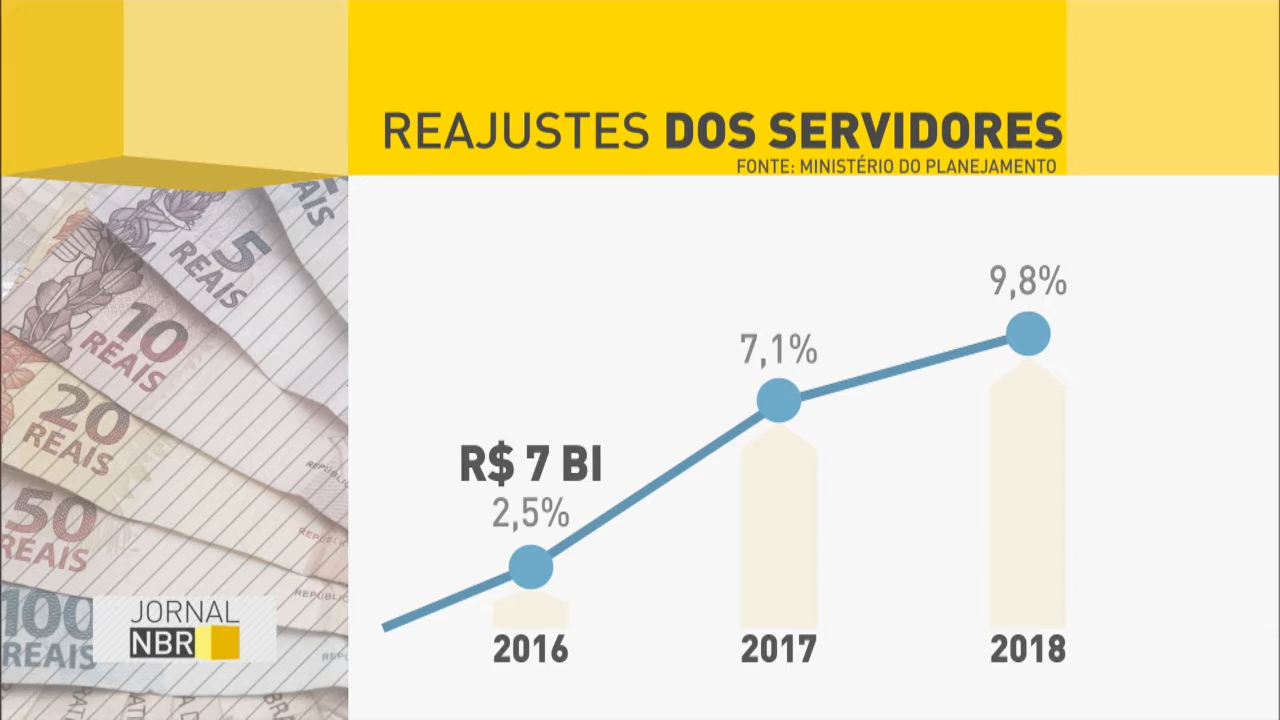 REAJUSTES DOS SERVIDORES
FONTE: MINISTÉRIO DO PLANEJAMENTO
9,8%
7,1%
R$ 7 BI
2,5%
2016 2017 2018
AIS
5
REAIS
10
REAIS
20
REAIS
50
REAIS
100
REAIS
JORNAL
NBR